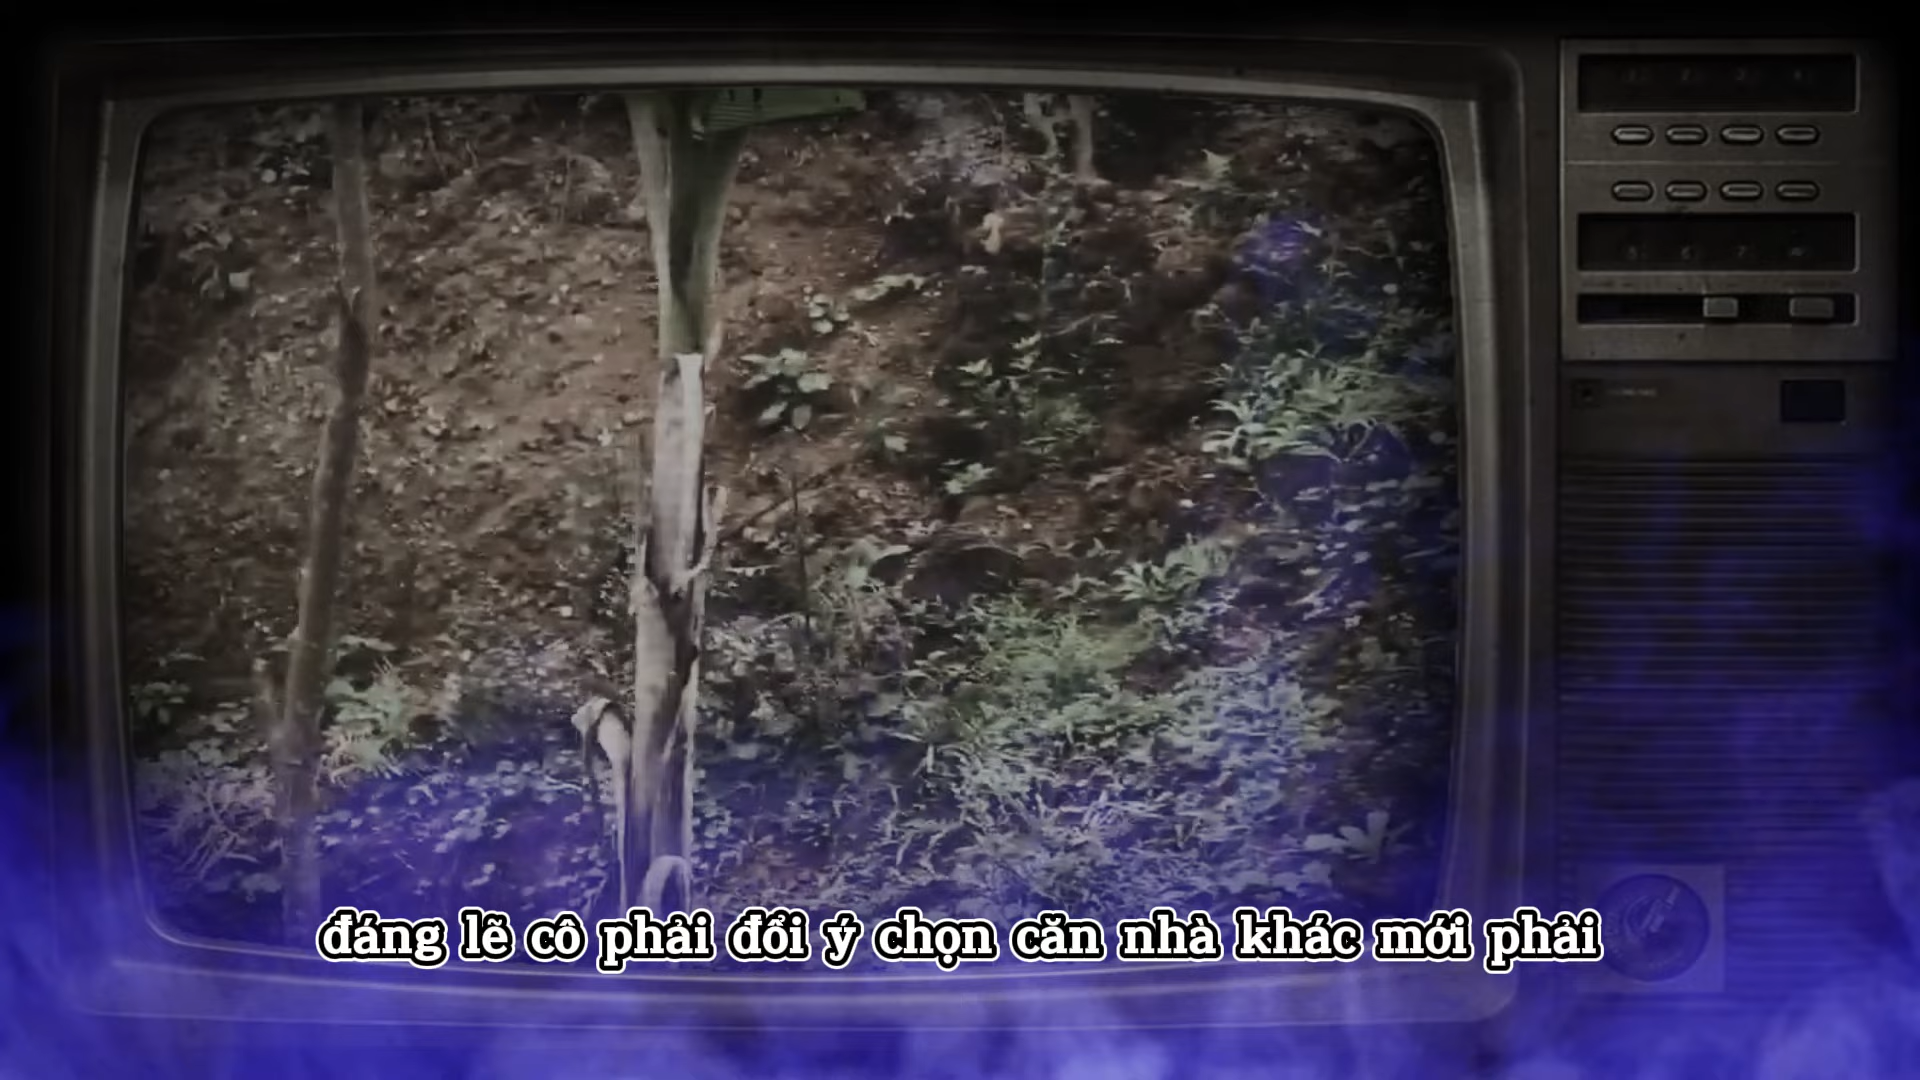 đáng lẽ cô phải đổi ý chọn căn nhà khác mới phải